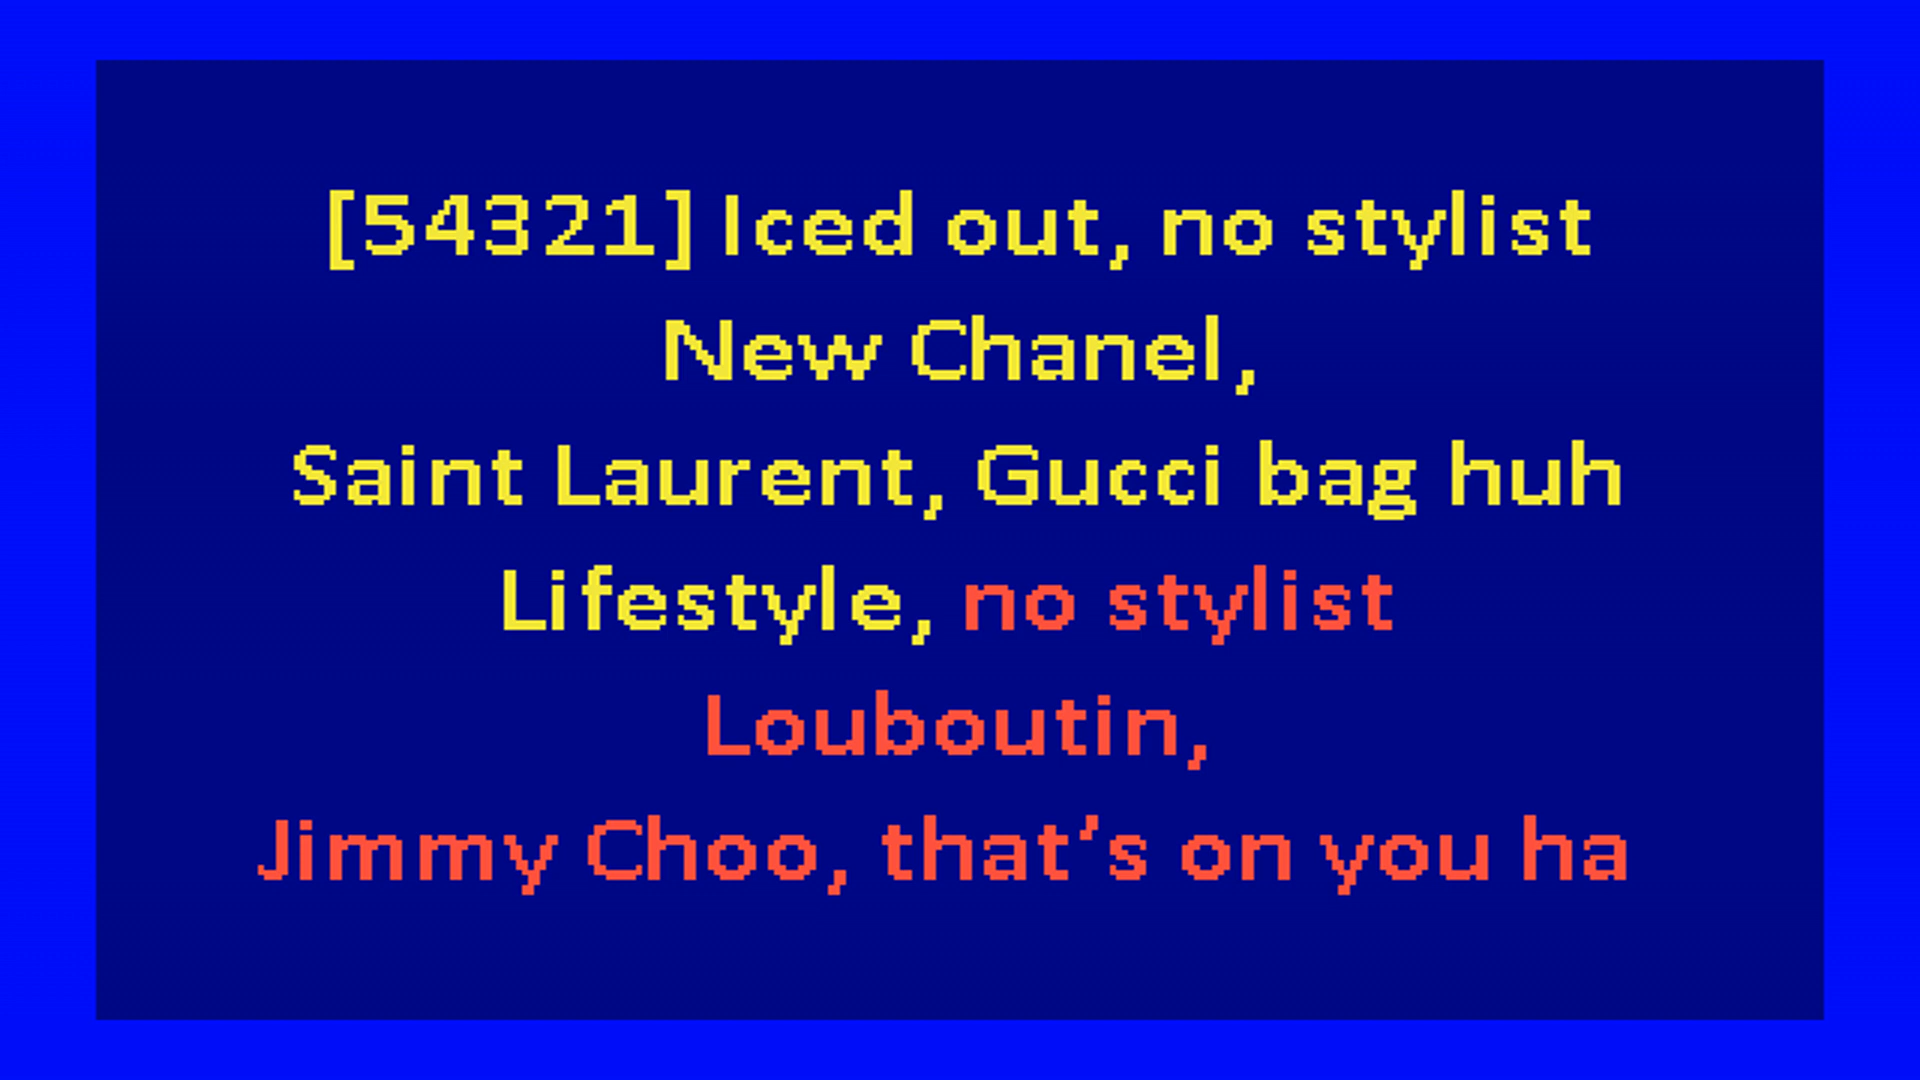 [54321] Iced out, no stylist
New Chanel,
Saint Laurent, Gucci bag huh
Lifestyle, no stylist
Louboutin,
Jimmy Choo, that’s on you ha